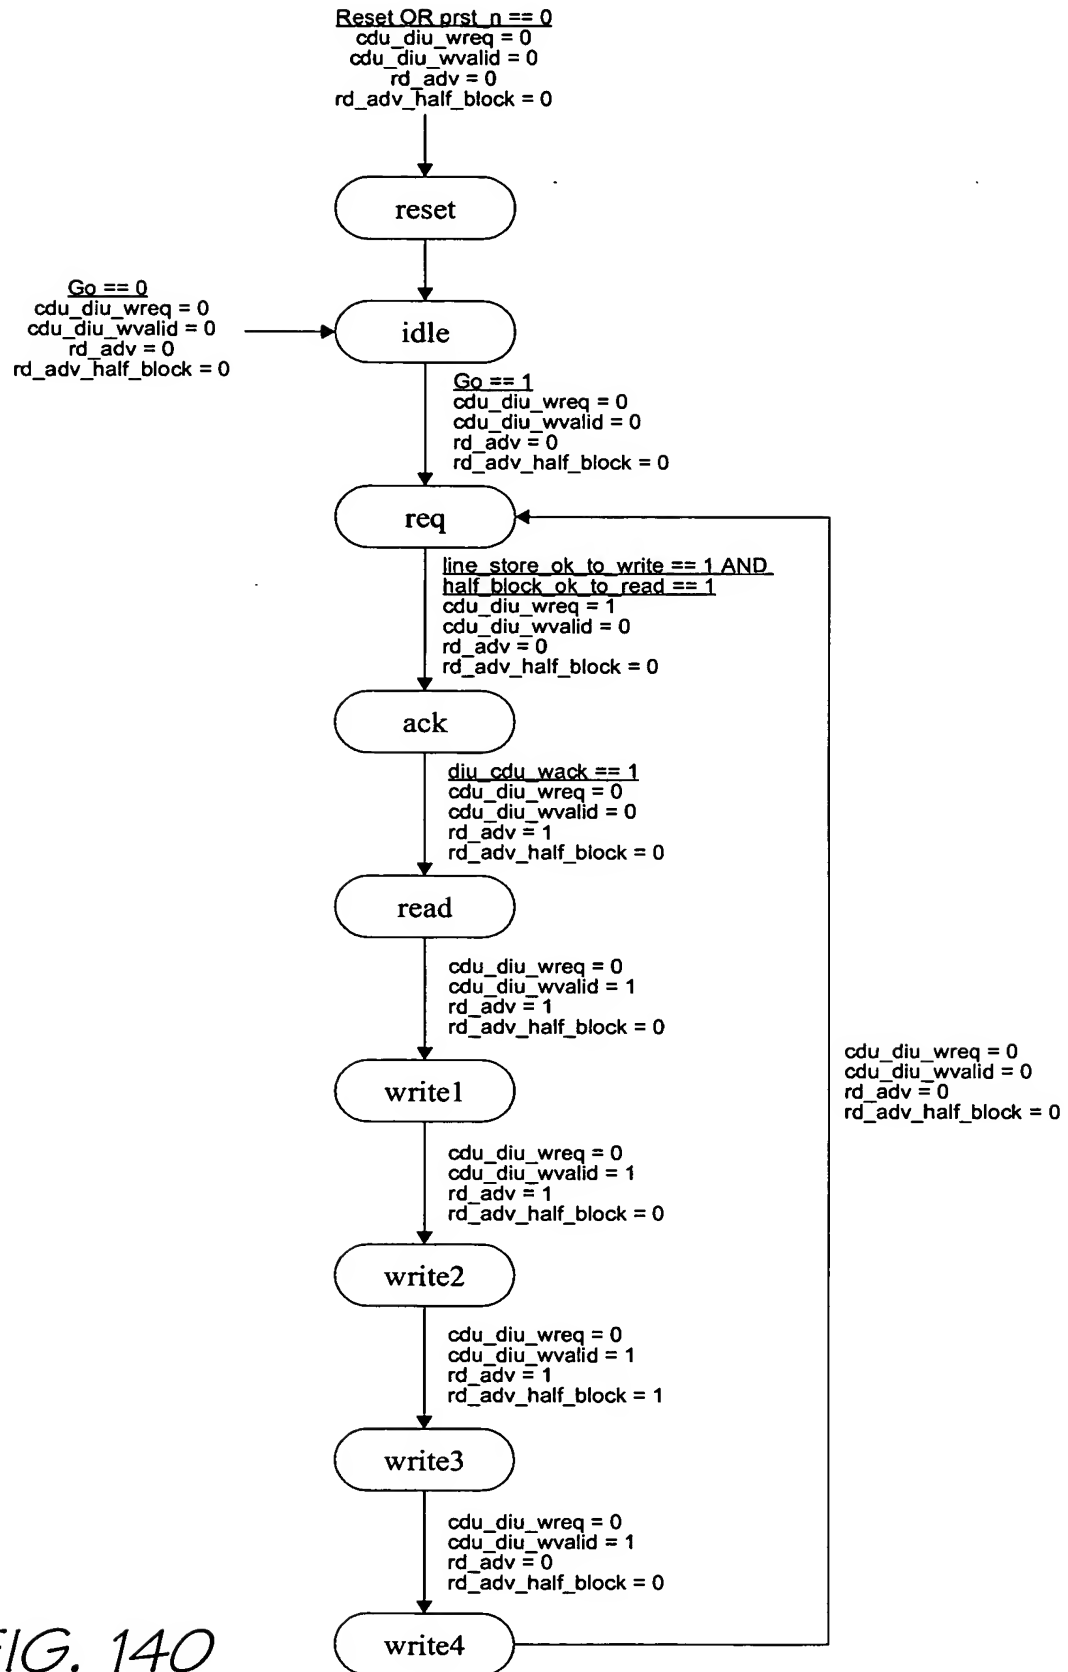 Reset OR prst_n == 0
cdu_diu_wreq = 0
cdu_diu_wvalid = 0
rd_adv = 0
rd_adv_half_block = 0
reset
Go == 0
cdu_diu_wreq = 0
cdu_diu_wvalid = 0
rd_adv = 0
rd_adv_half_block = 0
idle
Go == 1
cdu_diu_wreq = 0
cdu_diu_wvalid = 0
rd_adv = 0
rd_adv_half_block = 0
req
line_store_ok_to_write == 1 AND
half_block_ok_to_read == 1
cdu_diu_wreq = 1
cdu_diu_wvalid = 0
rd_adv = 0
rd_adv_half_block = 0
ack
diu_cdu_wack == 1
cdu_diu_wreq = 0
cdu_diu_wvalid = 0
rd_adv = 1
rd_adv_half_block = 0
read
cdu_diu_wreq = 0
cdu_diu_wvalid = 1
rd_adv = 1
rd_adv_half_block = 0
cdu_diu_wreq = 0
cdu_diu_wvalid = 0
rd_adv = 0
rd_adv_half_block = 0
write1
cdu_diu_wreq = 0
cdu_diu_wvalid = 1
rd_adv = 1
rd_adv_half_block = 0
write2
cdu_diu_wreq = 0
cdu_diu_wvalid = 1
rd_adv = 1
rd_adv_half_block = 1
write3
cdu_diu_wreq = 0
cdu_diu_wvalid = 1
rd_adv = 0
rd_adv_half_block = 0
write4
FIG. 140